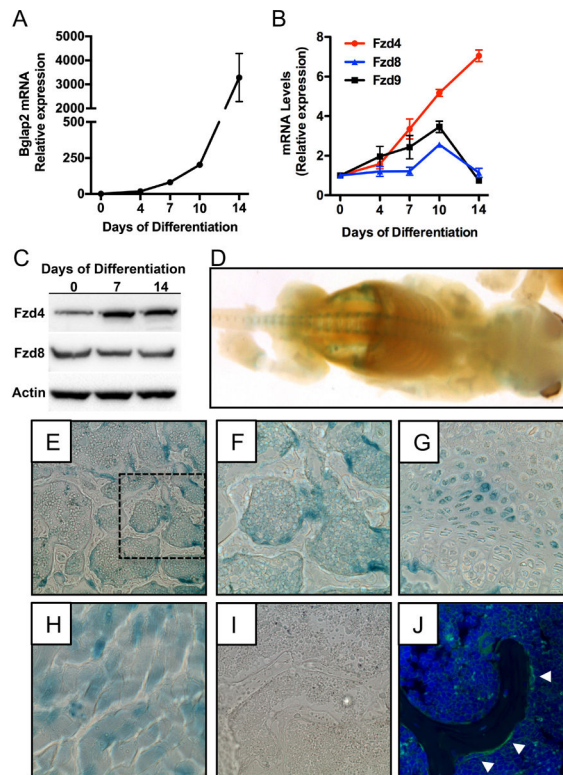 A
Bglap2 mRNA
Relative expression
5000
4000
3000
2000
1000
500
250
0
0 4 7 10 14
Days of Differentiation
B
Fzd4
Fzd8
Fzd9
mRNA Levels
(Relative expression)
8
6
4
2
0
0 4 7 10 14
Days of Differentiation
C
Days of Differentiation
0 7 14
Fzd4
Fzd8
Actin
D
E
F
G
H
I
J